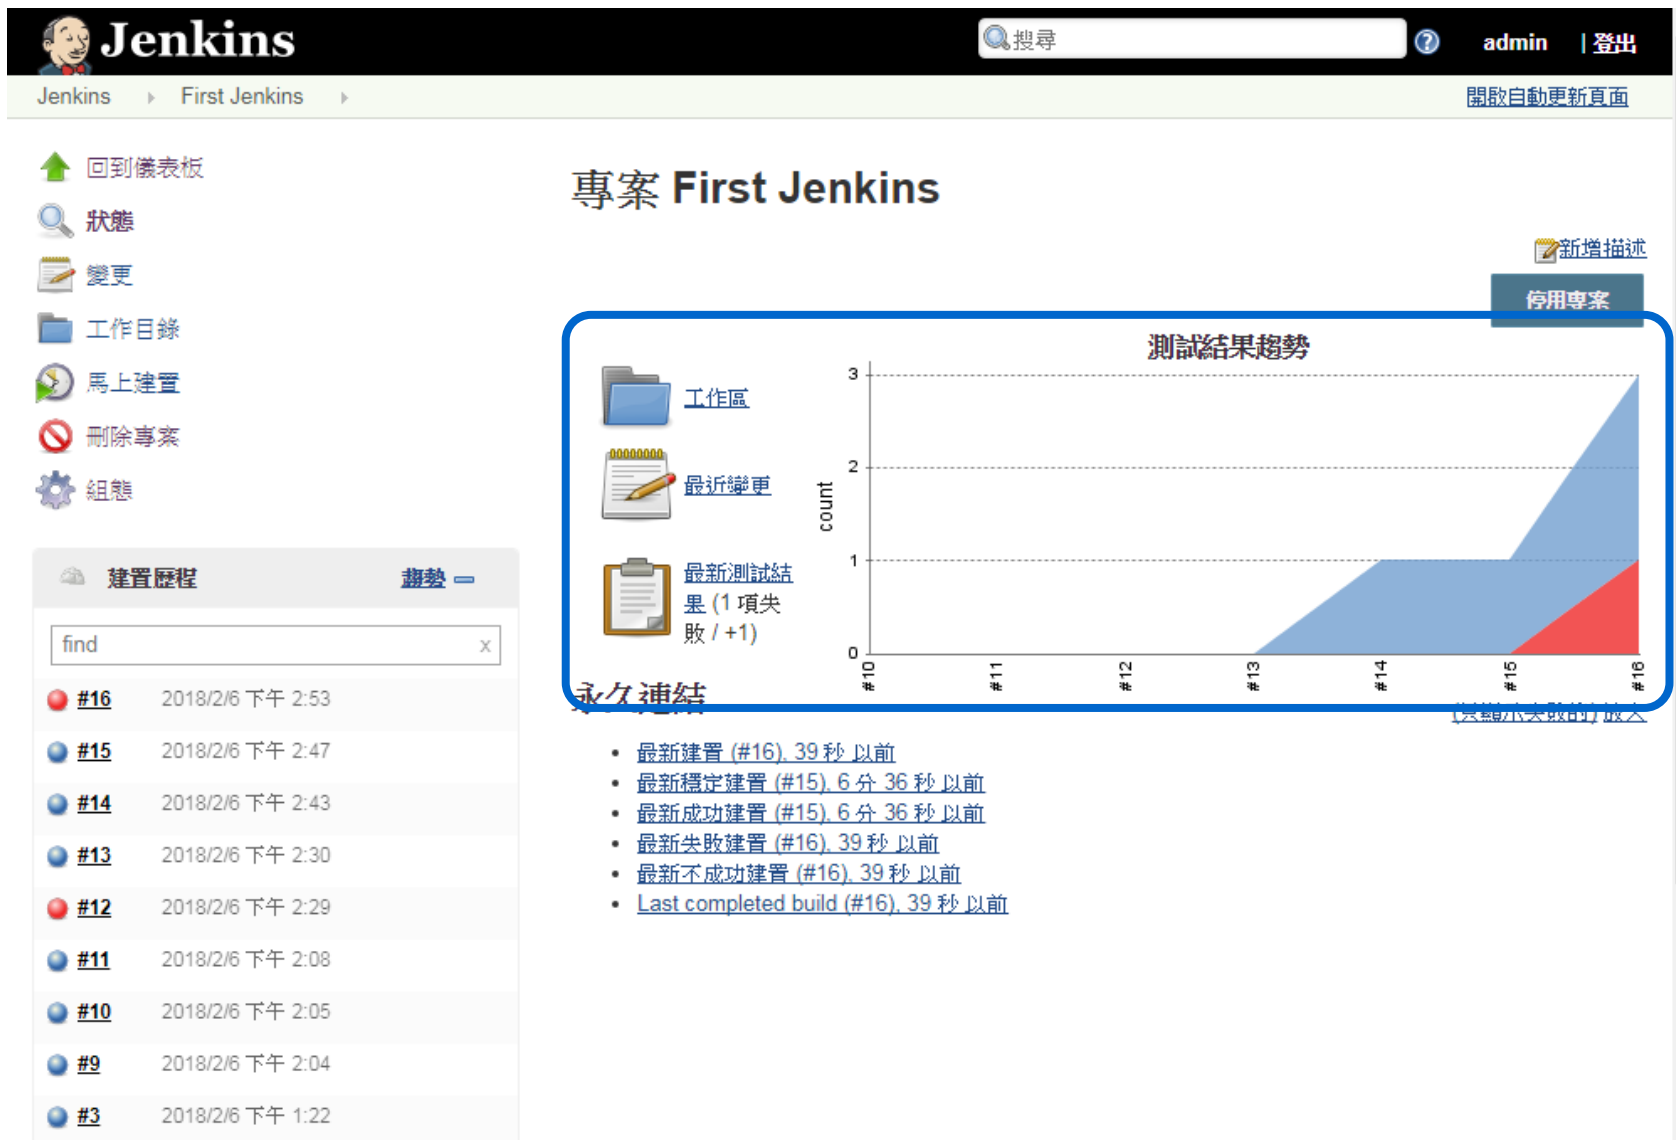 Jenkins
搜尋
admin
| 登出
Jenkins
First Jenkins
開啟自動更新頁面
回到儀表板
狀態
變更
工作目錄
馬上建置
刪除專案
組態
專案 First Jenkins
新增描述
停用專案
測試結果趨勢
工作區
最近變更
最新測試結
果 (1 項失
敗 / +1)
count
3
2
1
0
#10
#11
#12
#13
#14
#15
#16
(只顯示失敗的) 放大
永久連結
最新建置 (#16), 39 秒 以前
最新穩定建置 (#15), 6 分 36 秒 以前
最新成功建置 (#15), 6 分 36 秒 以前
最新失敗建置 (#16), 39 秒 以前
最新不成功建置 (#16), 39 秒 以前
Last completed build (#16), 39 秒 以前
建置歷程
趨勢
find
x
#16 2018/2/6 下午 2:53
#15 2018/2/6 下午 2:47
#14 2018/2/6 下午 2:43
#13 2018/2/6 下午 2:30
#12 2018/2/6 下午 2:29
#11 2018/2/6 下午 2:08
#10 2018/2/6 下午 2:05
#9 2018/2/6 下午 2:04
#3 2018/2/6 下午 1:22